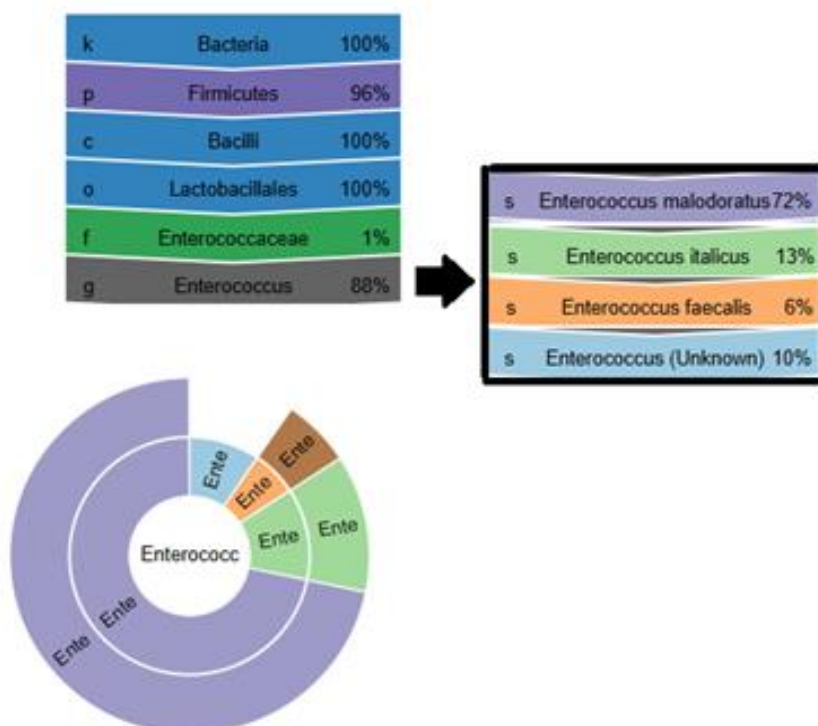 k Bacteria 100%
p Firmicutes 96%
c Bacilli 100%
o Lactobacillales 100%
f Enterococcaceae 1%
g Enterococcus 88%
s Enterococcus malodoratus 72%
s Enterococcus italicus 13%
s Enterococcus faecalis 6%
s Enterococcus (Unknown) 10%
Ente
Ente
Ente
Ente
Ente
Enterococc
Ente
Ente